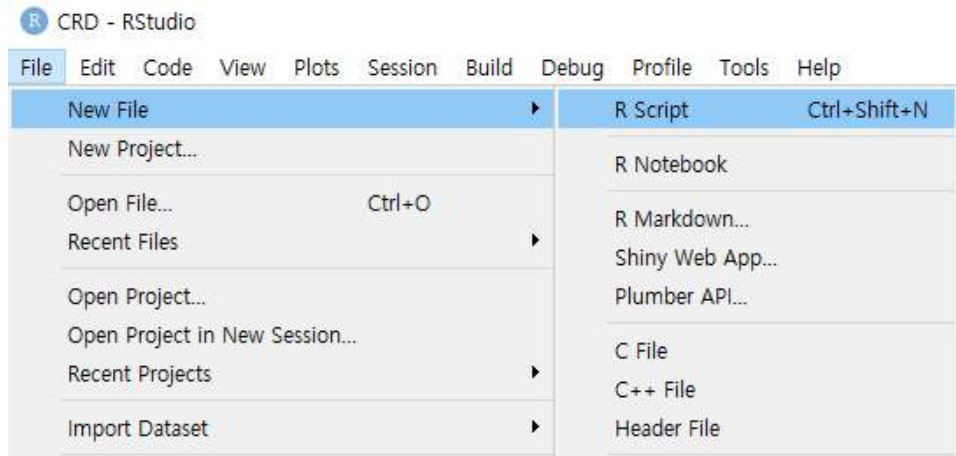 R CRD - RStudio
File Edit Code View Plots Session Build Debug Profile Tools Help
New File
New Project...
Open File... Ctrl+O
Recent Files
Open Project...
Open Project in New Session...
Recent Projects
Import Dataset
R Script Ctrl+Shift+N
R Notebook
R Markdown...
Shiny Web App...
Plumber API...
C File
C++ File
Header File